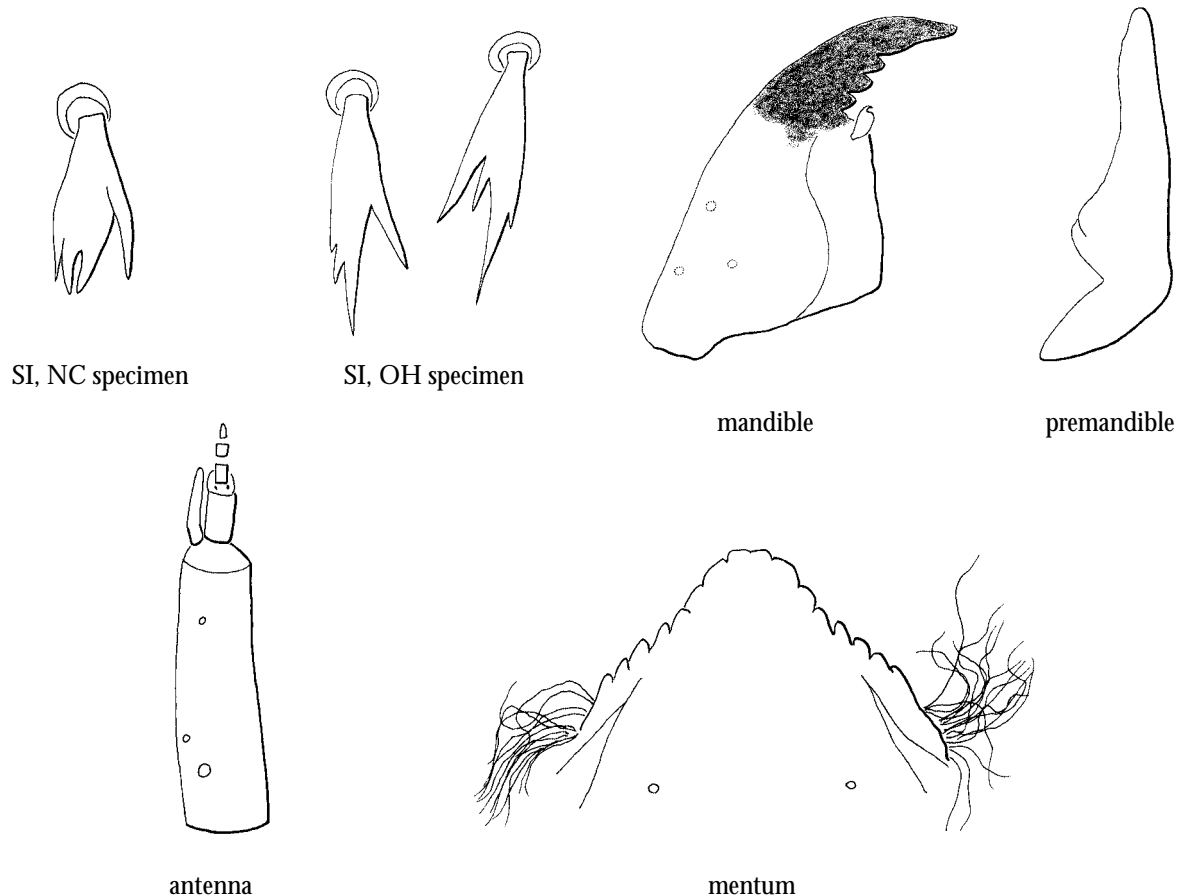 SI, NC specimen
SI, OH specimen
mandible
premandible
antenna
mentum